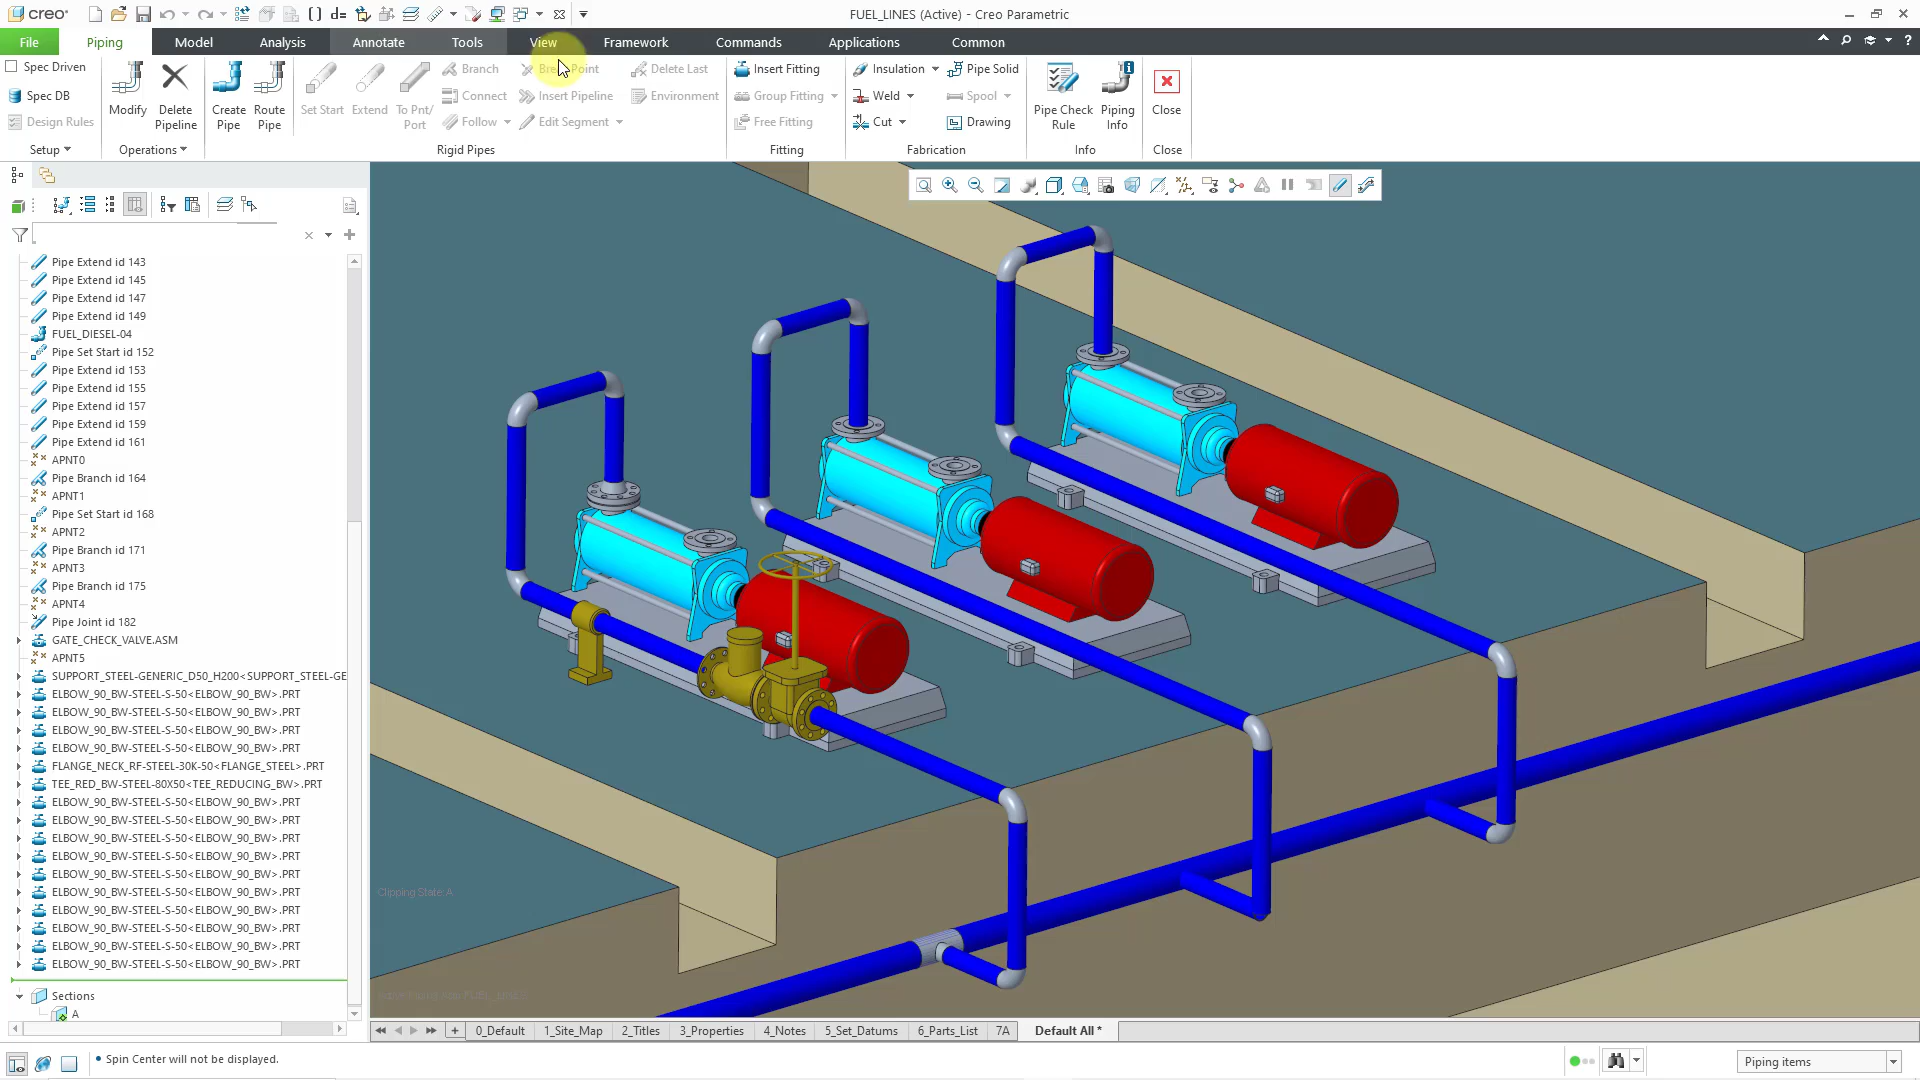 creo
FUEL_LINES (Active) - Creo Parametric
File
Piping
Model
Analysis
Annotate
Tools
View
Framework
Commands
Applications
Common
Spec Driven
Spec DB
Design Rules
Setup
Modify
Delete Pipeline
Operations
Create Pipe
Route Pipe
Set Start
Extend
To Pnt/ Port
Branch
Connect
Follow
Break Point
Insert Pipeline
Edit Segment
Delete Last
Environment
Rigid Pipes
Insert Fitting
Group Fitting
Free Fitting
Fitting
Insulation
Weld
Cut
Pipe Solid
Spool
Drawing
Fabrication
Pipe Check Rule
Piping Info
Info
Close
Close
Pipe Extend id 143
Pipe Extend id 145
Pipe Extend id 147
Pipe Extend id 149
FUEL_DIESEL-04
Pipe Set Start id 152
Pipe Extend id 153
Pipe Extend id 155
Pipe Extend id 157
Pipe Extend id 159
Pipe Extend id 161
APNT0
Pipe Branch id 164
APNT1
Pipe Set Start id 168
APNT2
Pipe Branch id 171
APNT3
Pipe Branch id 175
APNT4
Pipe Joint id 182
GATE_CHECK_VALVE.ASM
APNT5
SUPPORT_STEEL-GENERIC_D50_H200<SUPPORT_STEEL-GE
ELBOW_90_BW-STEEL-S-50<ELBOW_90_BW>.PRT
ELBOW_90_BW-STEEL-S-50<ELBOW_90_BW>.PRT
ELBOW_90_BW-STEEL-S-50<ELBOW_90_BW>.PRT
ELBOW_90_BW-STEEL-S-50<ELBOW_90_BW>.PRT
FLANGE_NECK_RF-STEEL-30K-50<FLANGE_STEEL>.PRT
TEE_RED_BW-STEEL-80X50<TEE_REDUCING_BW>.PRT
ELBOW_90_BW-STEEL-S-50<ELBOW_90_BW>.PRT
ELBOW_90_BW-STEEL-S-50<ELBOW_90_BW>.PRT
ELBOW_90_BW-STEEL-S-50<ELBOW_90_BW>.PRT
ELBOW_90_BW-STEEL-S-50<ELBOW_90_BW>.PRT
ELBOW_90_BW-STEEL-S-50<ELBOW_90_BW>.PRT
ELBOW_90_BW-STEEL-S-50<ELBOW_90_BW>.PRT
ELBOW_90_BW-STEEL-S-50<ELBOW_90_BW>.PRT
ELBOW_90_BW-STEEL-S-50<ELBOW_90_BW>.PRT
ELBOW_90_BW-STEEL-S-50<ELBOW_90_BW>.PRT
ELBOW_90_BW-STEEL-S-50<ELBOW_90_BW>.PRT
Sections
A
Clipping State:A
0_Default
1_Site_Map
2_Titles
3_Properties
4_Notes
5_Set_Datums
6_Parts_List
7A
Default All *
Spin Center will not be displayed.
Piping items